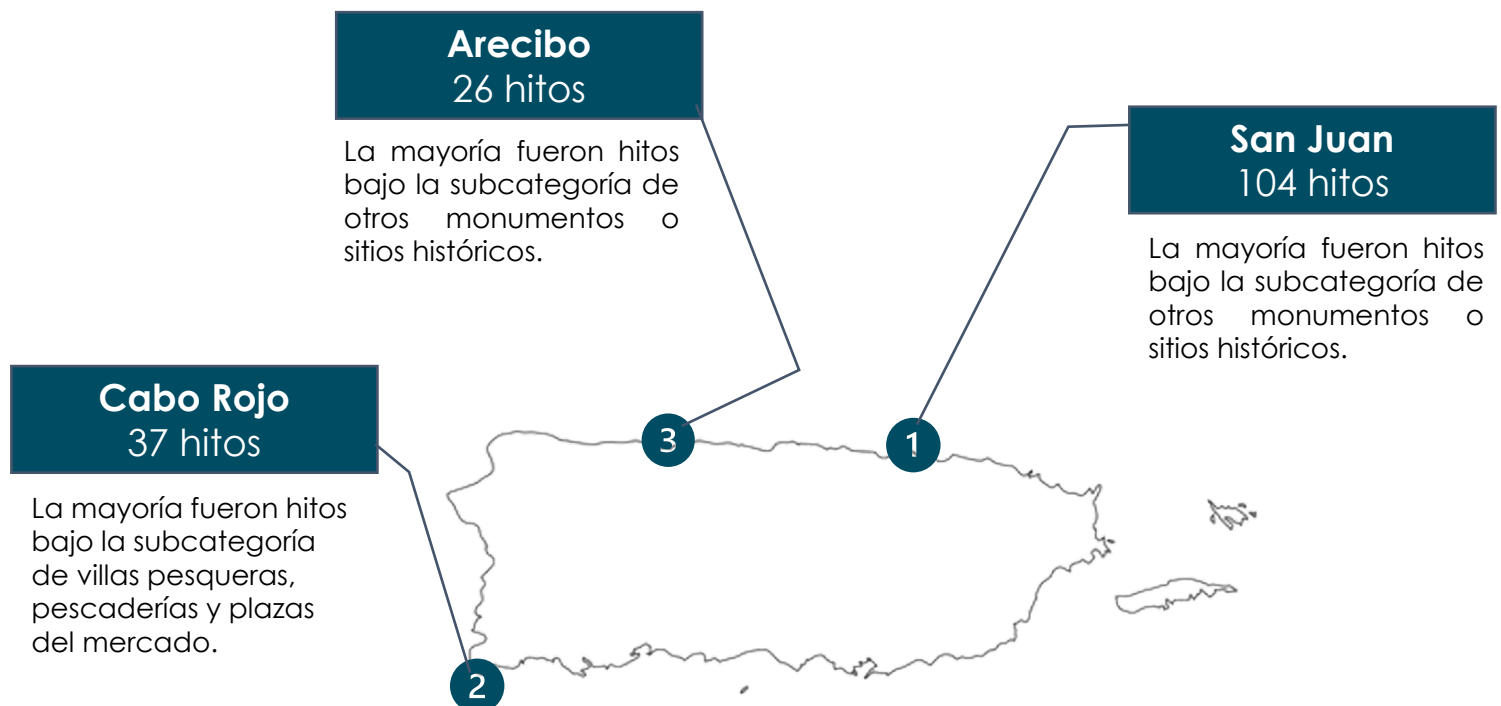 Arecibo
26 hitos
La mayoría fueron hitos
bajo la subcategoría de
otros monumentos o
sitios históricos.
San Juan
104 hitos
La mayoría fueron hitos
bajo la subcategoría de
otros monumentos o
sitios históricos.
Cabo Rojo
37 hitos
La mayoría fueron hitos
bajo la subcategoría
de villas pesqueras,
pescaderías y plazas
del mercado.
3
1
2